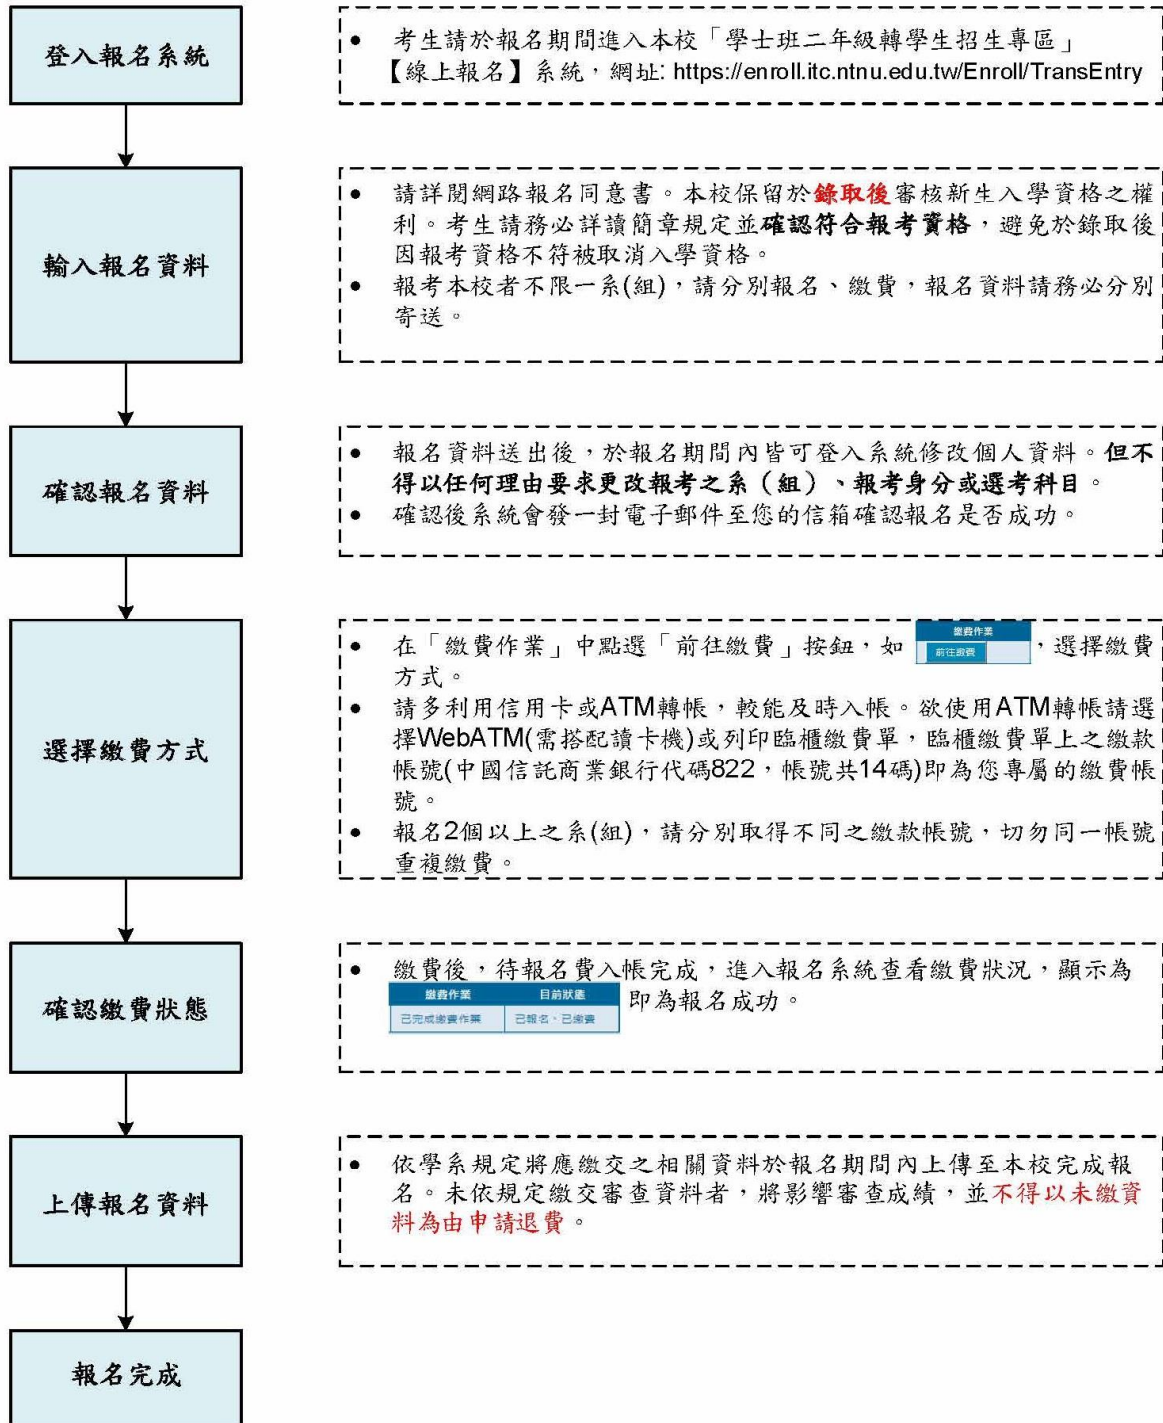 登入報名系統
• 考生請於報名期間進入本校「學士班二年級轉學生招生專區」
【線上報名】系統，網址: https://enroll.itc.ntnu.edu.tw/Enroll/TransEntry
輸入報名資料
• 請詳閱網路報名同意書。本校保留於錄取後審核新生入學資格之權
利。考生請務必詳讀簡章規定並確認符合報考資格，避免於錄取後
因報考資格不符被取消入學資格。
• 報考本校者不限一系(組)，請分別報名、繳費，報名資料請務必分別
寄送。
確認報名資料
• 報名資料送出後，於報名期間內皆可登入系統修改個人資料。但不
得以任何理由要求更改報考之系（組）、報考身分或選考科目。
• 確認後系統會發一封電子郵件至您的信箱確認報名是否成功。
選擇繳費方式
• 在「繳費作業」中點選「前往繳費」按鈕，如 繳費作業 前往繳費 ，選擇繳費
方式。
• 請多利用信用卡或ATM轉帳，較能及時入帳。欲使用ATM轉帳請選
擇WebATM(需搭配讀卡機)或列印臨櫃繳費單，臨櫃繳費單上之繳款
帳號(中國信託商業銀行代碼822，帳號共14碼)即為您專屬的繳費帳
號。
• 報名2個以上之系(組)，請分別取得不同之繳款帳號，切勿同一帳號
重複繳費。
確認繳費狀態
• 繳費後，待報名費入帳完成，進入報名系統查看繳費狀況，顯示為
繳費作業 目前狀態 即為報名成功。
已完成繳費作業 已報名、已繳費
上傳報名資料
• 依學系規定將應繳交之相關資料於報名期間內上傳至本校完成報
名。未依規定繳交審查資料者，將影響審查成績，並不得以未繳資
料為由申請退費。
報名完成